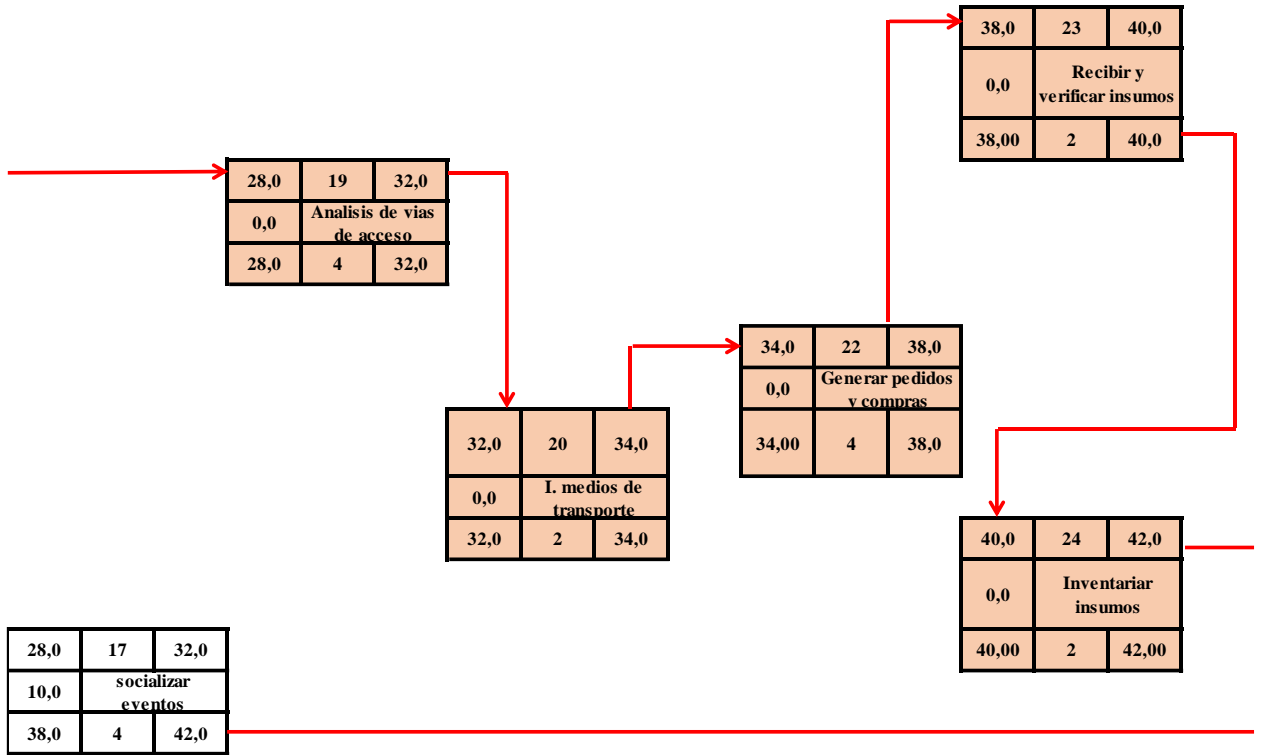 38,0 23 40,0
0,0 Recibir y
verificar insumos
38,00 2 40,0
28,0 19 32,0
0,0 Analisis de vias
de acceso
28,0 4 32,0
34,0 22 38,0
0,0 Generar pedidos
y compras
34,00 4 38,0
32,0 20 34,0
0,0 I. medios de
transporte
32,0 2 34,0
40,0 24 42,0
0,0 Inventariar
insumos
40,00 2 42,00
28,0 17 32,0
10,0 socializar
eventos
38,0 4 42,0